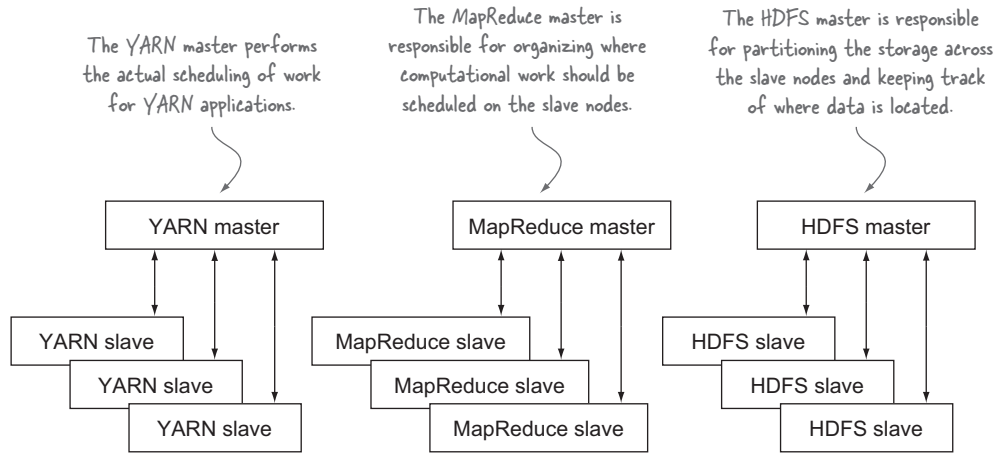 The YARN master performs
the actual scheduling of work
for YARN applications.
The MapReduce master is
responsible for organizing where
computational work should be
scheduled on the slave nodes.
The HDFS master is responsible
for partitioning the storage across
the slave nodes and keeping track
of where data is located.
YARN master
MapReduce master
HDFS master
YARN slave
YARN slave
YARN slave
MapReduce slave
MapReduce slave
MapReduce slave
HDFS slave
HDFS slave
HDFS slave